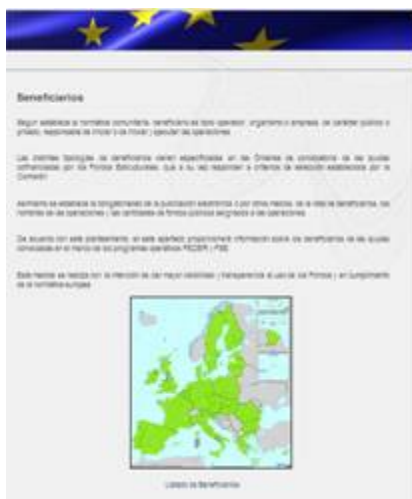 Beneficiarios
Según establece la normativa comunitaria, beneficiario es todo operador, organismo o empresa, de carácter público o
privado, responsable de iniciar o de iniciar y ejecutar las operaciones.
Las distintas tipologías de beneficiarios vienen especificadas en las Órdenes de convocatoria de las ayudas
cofinanciadas por los Fondos Estructurales, que a su vez responden a criterios de selección establecidos por la
Comisión.
Asimismo se establece la obligatoriedad de la publicación electrónica o por otros medios, de la lista de beneficiarios, los
nombres de las operaciones y las cantidades de fondos públicos asignados a las operaciones.
De acuerdo con este planteamiento, en este apartado proporcionará información sobre los beneficiarios de las ayudas
convocadas en el marco de los programas operativos FEDER y FSE.
Esta medida se realiza con la intención de dar mayor visibilidad y transparencia al uso de los Fondos y en cumplimiento
de la normativa europea.
Listado de Beneficiarios